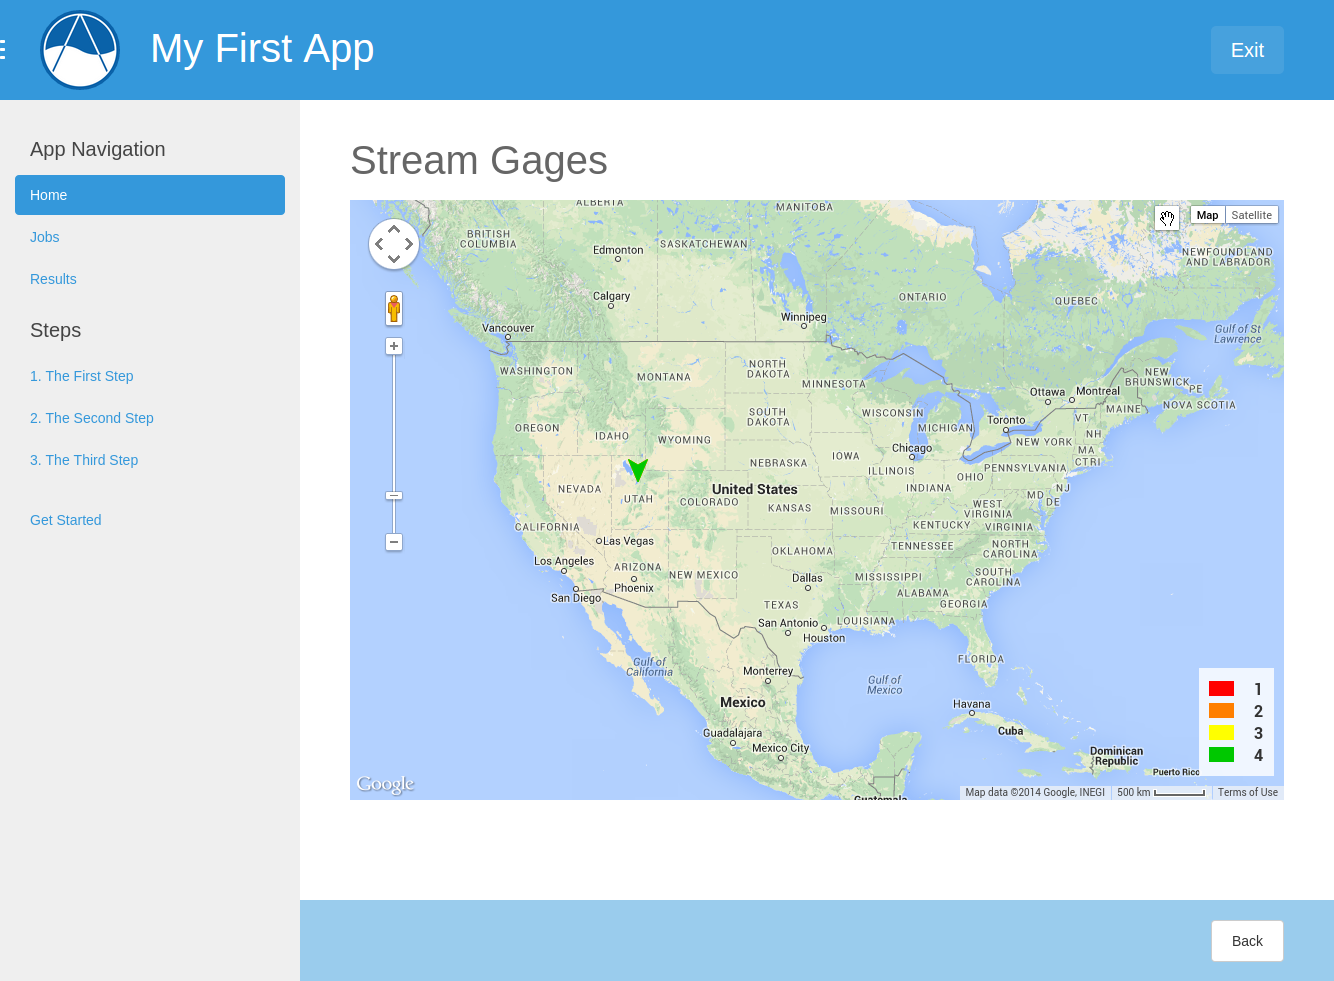 My First App
Exit
App Navigation
Home
Jobs
Results
Steps
1. The First Step
2. The Second Step
3. The Third Step
Get Started
Stream Gages
Map
Satellite
ALBERTA
MANITOBA
BRITISH
COLUMBIA
Edmonton
SASKATCHEWAN
NEWFOUNDLAND
AND LABRADOR
Calgary
ONTARIO
QUEBEC
Vancouver
Winnipeg
Gulf of St
Lawrence
WASHINGTON
MONTANA
NORTH
DAKOTA
MINNESOTA
NEW
BRUNSWICK
PE
Ottawa
Montreal
MAINE
NOVA SCOTIA
OREGON
IDAHO
WYOMING
SOUTH
DAKOTA
WISCONSIN
MICHIGAN
Toronto
VT
NH
NEW YORK
MA
CT
RI
Chicago
IOWA
NEBRASKA
ILLINOIS
OHIO
PENNSYLVANIA
NEVADA
UTAH
COLORADO
United States
KANSAS
MISSOURI
INDIANA
WEST
VIRGINIA
MD
DE
NJ
CALIFORNIA
KENTUCKY
VIRGINIA
Las Vegas
OKLAHOMA
TENNESSEE
NORTH
CAROLINA
Los Angeles
ARIZONA
NEW MEXICO
Phoenix
Dallas
MISSISSIPPI
SOUTH
CAROLINA
San Diego
TEXAS
ALABAMA
GEORGIA
San Antonio
Houston
LOUISIANA
FLORIDA
Gulf of
California
Monterrey
Gulf of
Mexico
Mexico
Havana
Cuba
Guadalajara
Mexico City
Dominican
Republic
Puerto Rico
Guatemala
1
2
3
4
Google
Map data ©2014 Google, INEGI
500 km
Terms of Use
Back